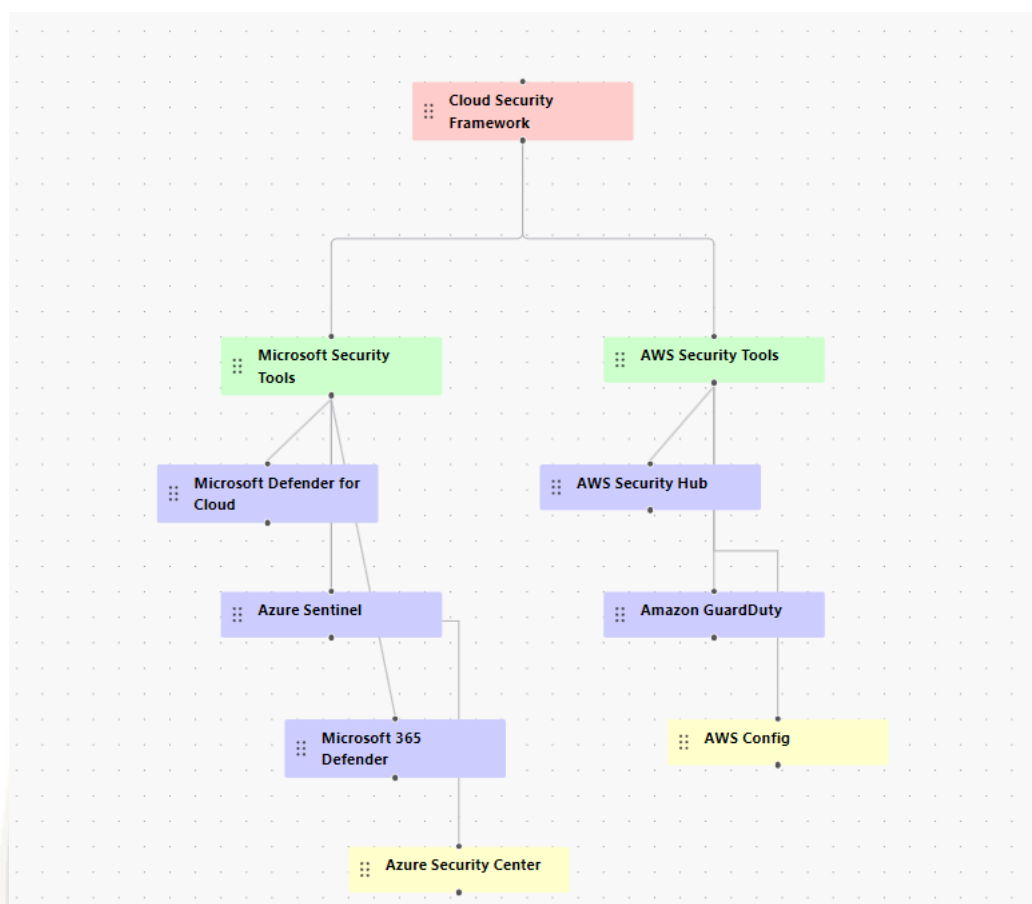 Cloud Security
Framework
Microsoft Security
Tools
AWS Security Tools
Microsoft Defender for
Cloud
AWS Security Hub
Azure Sentinel
Amazon GuardDuty
Microsoft 365
Defender
AWS Config
Azure Security Center